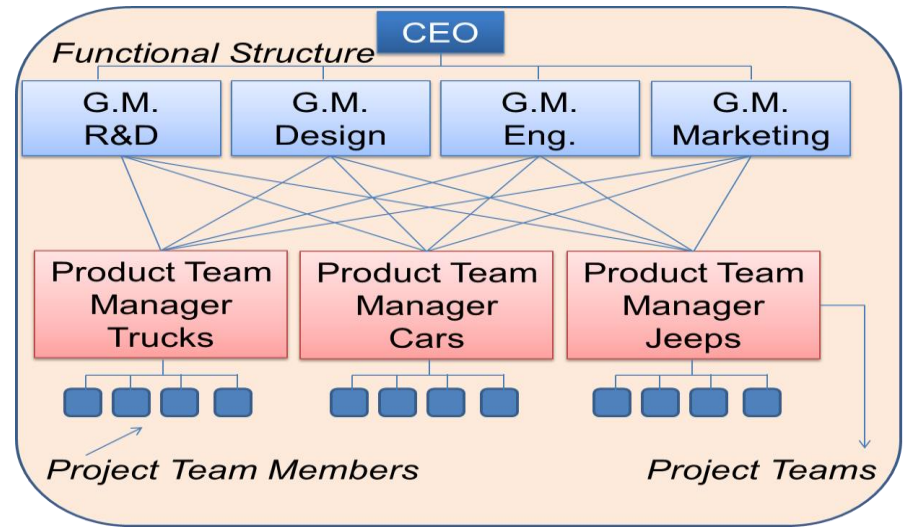 CEO
Functional Structure
G.M.
R&D
G.M.
Design
G.M.
Eng.
G.M.
Marketing
Product Team
Manager
Trucks
Product Team
Manager
Cars
Product Team
Manager
Jeeps
Project Team Members
Project Teams